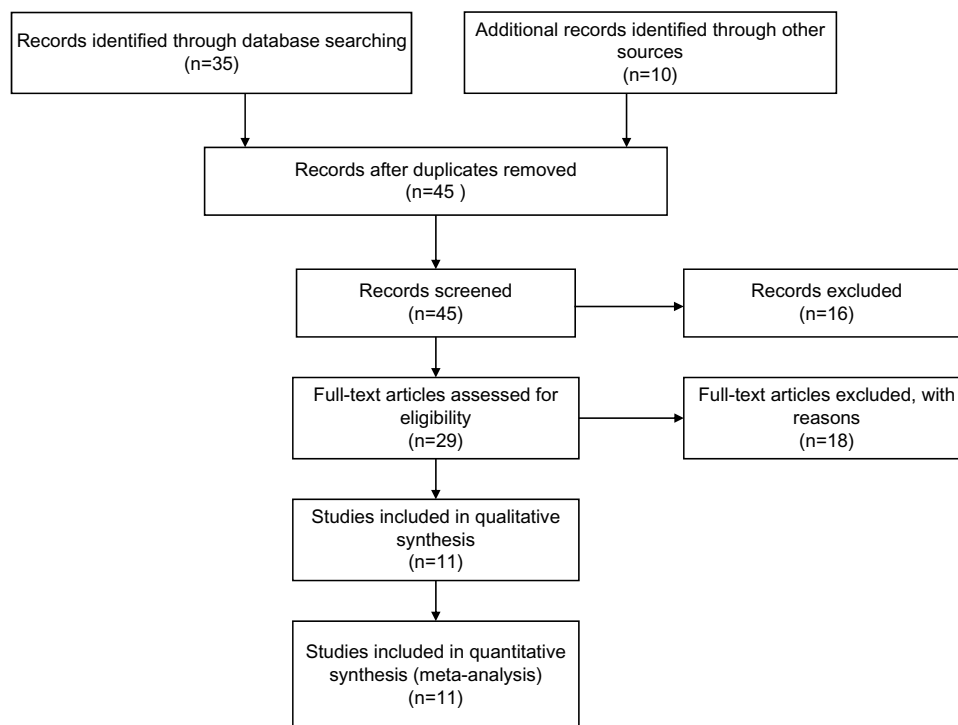 Records identified through database searching
(n=35)
Additional records identified through other
sources
(n=10)
Records after duplicates removed
(n=45 )
Records screened
(n=45)
Records excluded
(n=16)
Full-text articles assessed for
eligibility
(n=29)
Full-text articles excluded, with
reasons
(n=18)
Studies included in qualitative
synthesis
(n=11)
Studies included in quantitative
synthesis (meta-analysis)
(n=11)